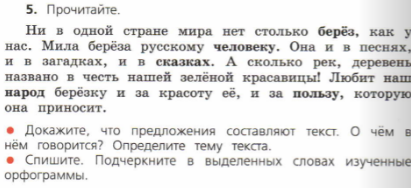 5. Прочитайте.
Ни в одной стране мира нет столько берёз, как у
нас. Мила берёза русскому человеку. Она и в песнях,
и в загадках, и в сказках. А сколько рек, деревень
названо в честь нашей зелёной красавицы! Любит наш
народ берёзку и за красоту её, и за пользу, которую
она приносит.
● Докажите, что предложения составляют текст. О чём в
нём говорится? Определите тему текста.
● Спишите. Подчеркните в выделенных словах изученные
орфограммы.